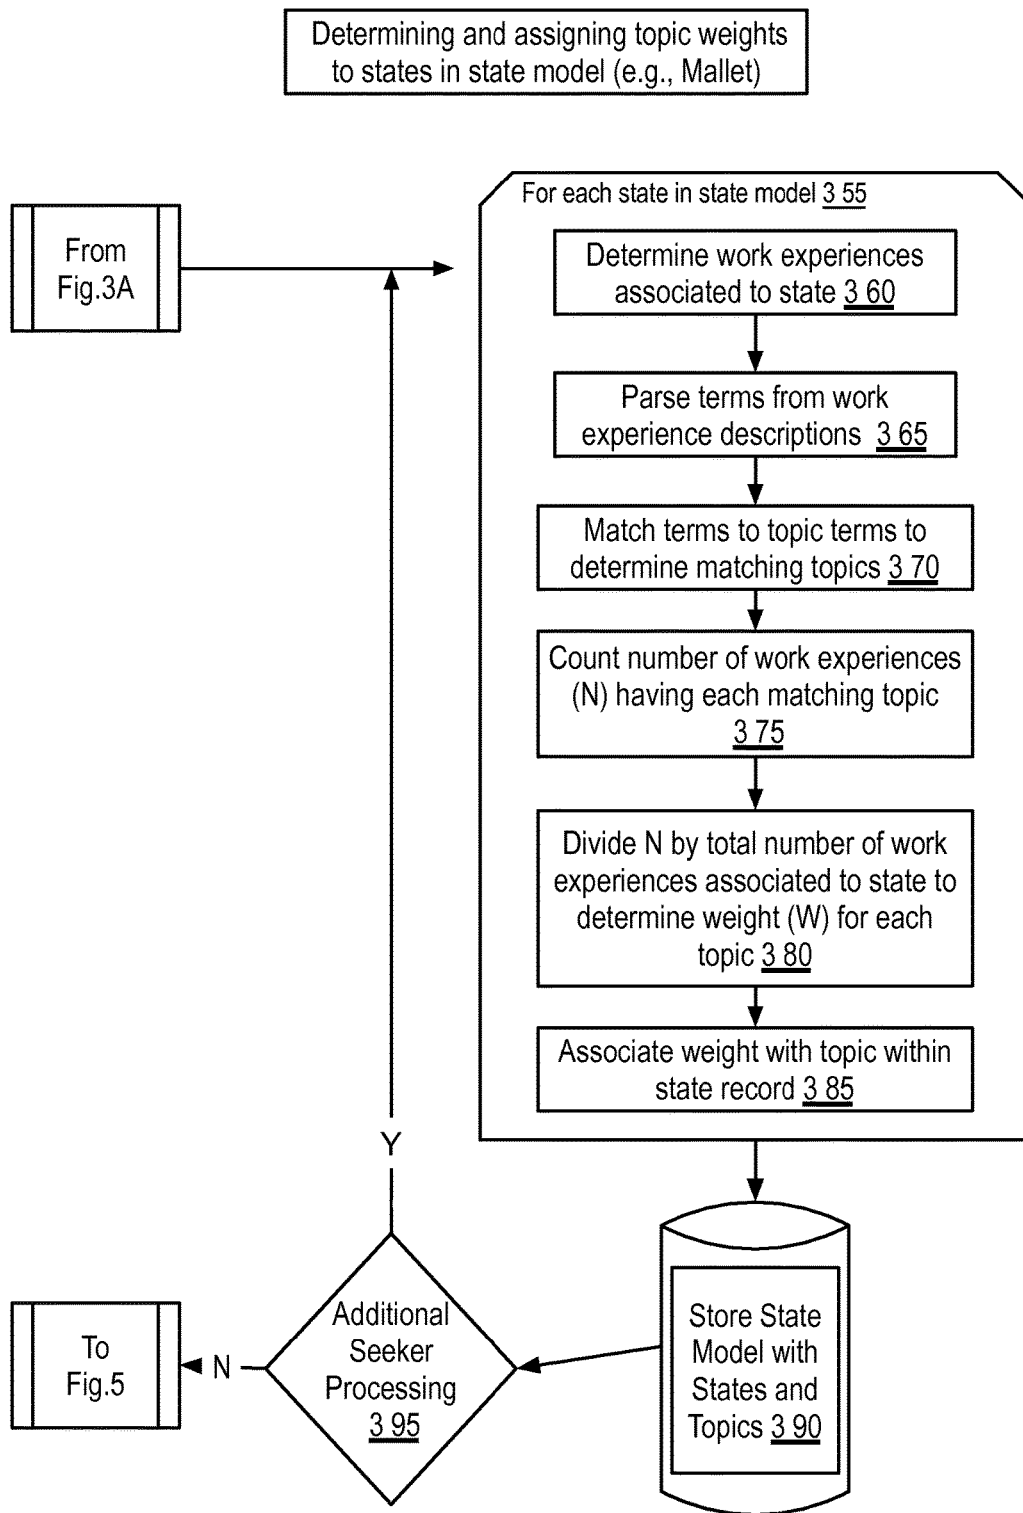 Determining and assigning topic weights
to states in state model (e.g., Mallet)
From
Fig.3A
For each state in state model 3 55
Determine work experiences
associated to state 3 60
Parse terms from work
experience descriptions 3 65
Match terms to topic terms to
determine matching topics 3 70
Count number of work experiences
(N) having each matching topic
3 75
Divide N by total number of work
experiences associated to state to
determine weight (W) for each
topic 3 80
Associate weight with topic within
state record 3 85
Y
Store State
Model with
States and
Topics 3 90
Additional
Seeker
Processing
3 95
N
To
Fig.5